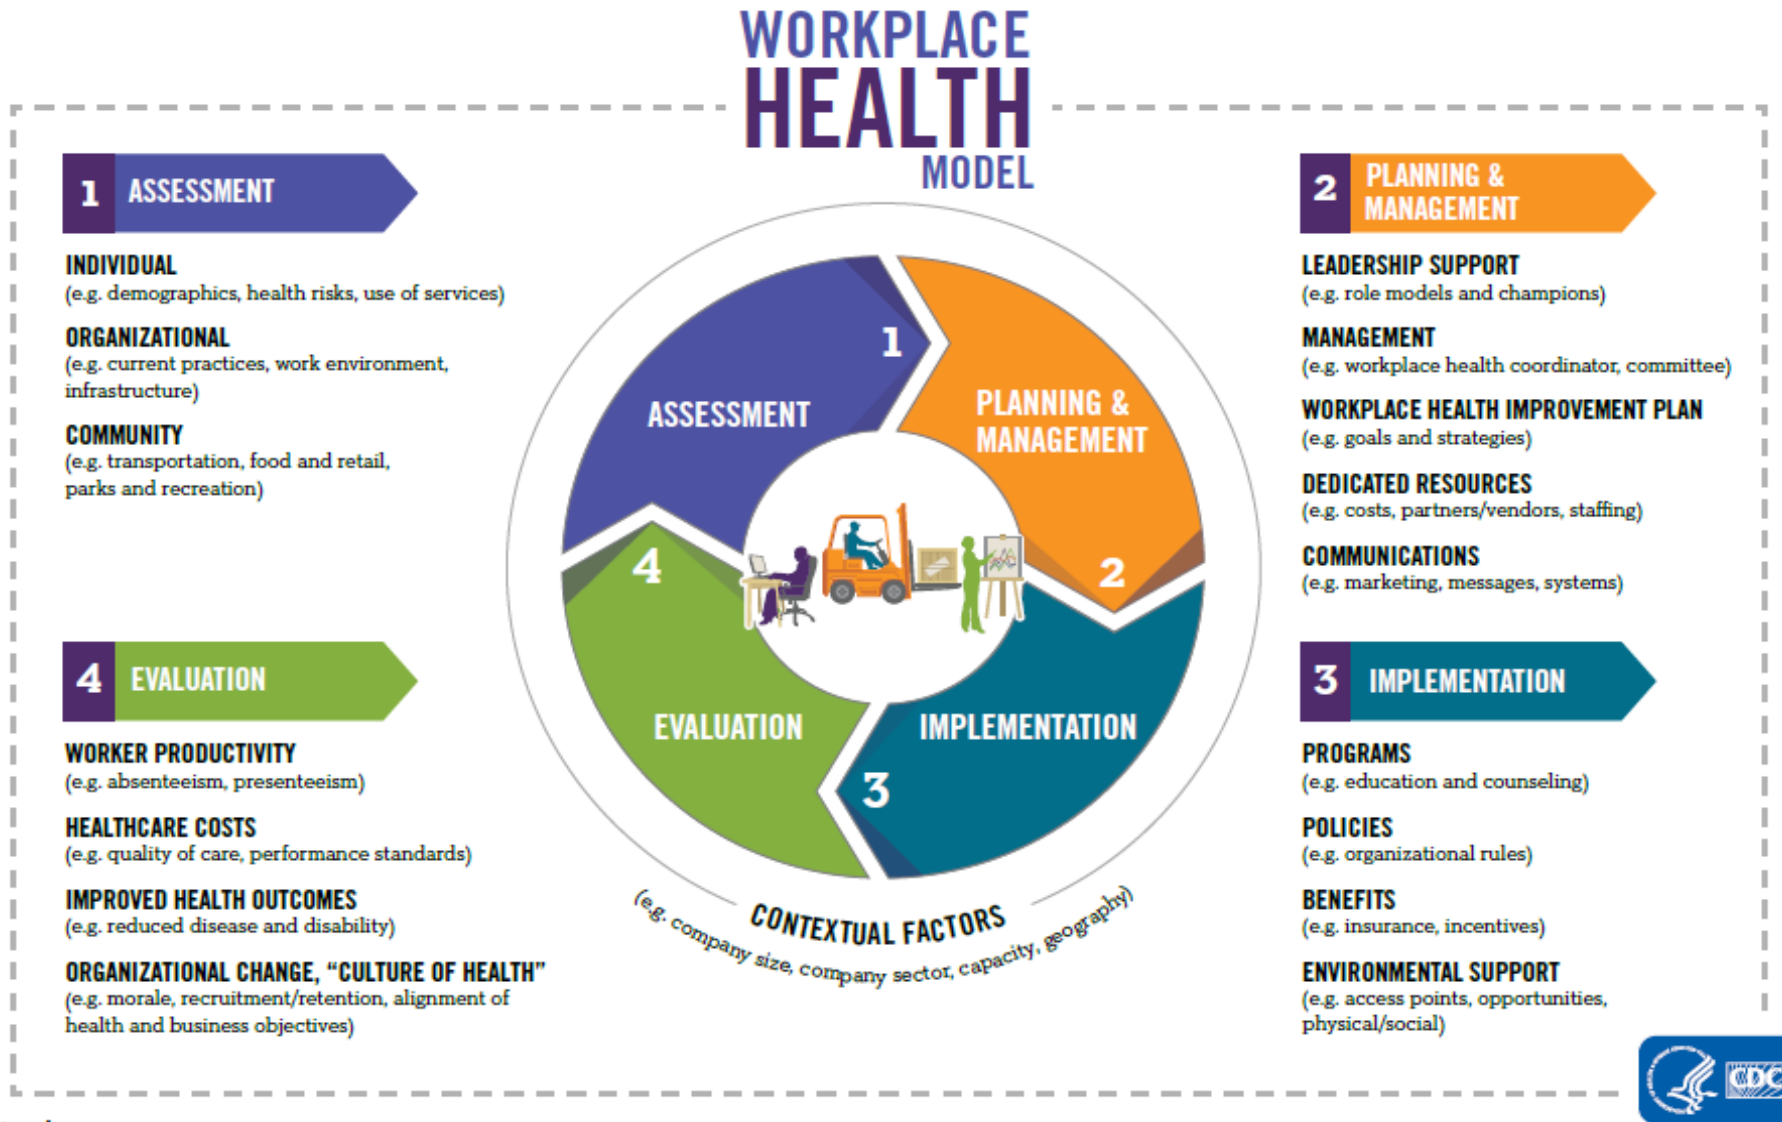 WORKPLACE
HEALTH
MODEL
1 ASSESSMENT
INDIVIDUAL
(e.g. demographics, health risks, use of services)
ORGANIZATIONAL
(e.g. current practices, work environment,
infrastructure)
COMMUNITY
(e.g. transportation, food and retail,
parks and recreation)
2 PLANNING &
MANAGEMENT
LEADERSHIP SUPPORT
(e.g. role models and champions)
MANAGEMENT
(e.g. workplace health coordinator, committee)
WORKPLACE HEALTH IMPROVEMENT PLAN
(e.g. goals and strategies)
DEDICATED RESOURCES
(e.g. costs, partners/vendors, staffing)
COMMUNICATIONS
(e.g. marketing, messages, systems)
1
ASSESSMENT
PLANNING &
MANAGEMENT
2
4
EVALUATION
IMPLEMENTATION
3
CONTEXTUAL FACTORS
(e.g. company size, company sector, capacity, geography)
4 EVALUATION
WORKER PRODUCTIVITY
(e.g. absenteeism, presenteeism)
HEALTHCARE COSTS
(e.g. quality of care, performance standards)
IMPROVED HEALTH OUTCOMES
(e.g. reduced disease and disability)
ORGANIZATIONAL CHANGE, “CULTURE OF HEALTH”
(e.g. morale, recruitment/retention, alignment of
health and business objectives)
3 IMPLEMENTATION
PROGRAMS
(e.g. education and counseling)
POLICIES
(e.g. organizational rules)
BENEFITS
(e.g. insurance, incentives)
ENVIRONMENTAL SUPPORT
(e.g. access points, opportunities,
physical/social)
CDC